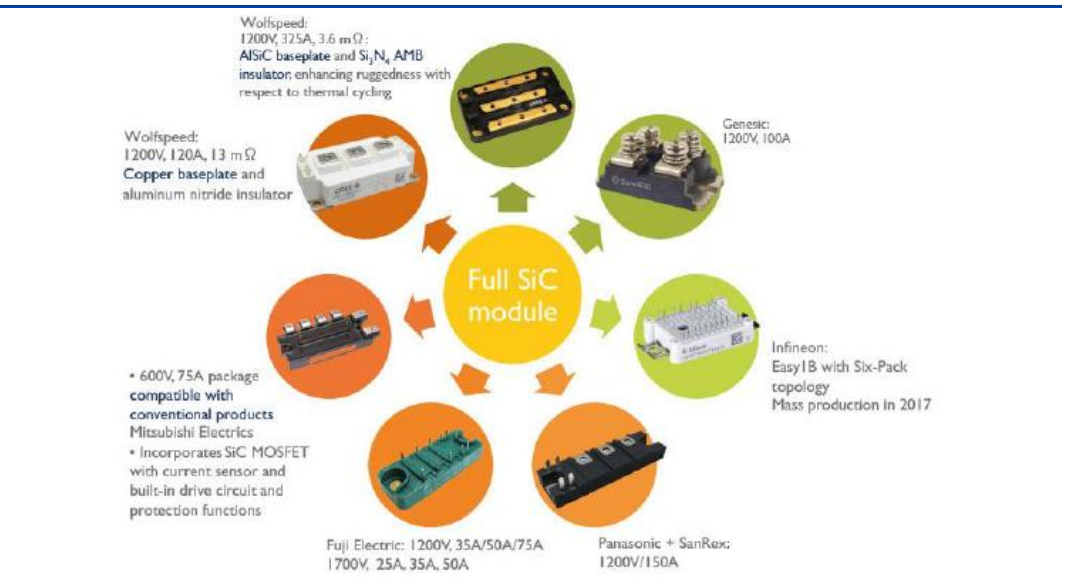 Wolfspeed:
1200V, 325A, 3.6 mΩ:
AlSiC baseplate and Si₃N₄ AMB
insulator, enhancing ruggedness with
respect to thermal cycling
Genesic:
1200V, 100A
Wolfspeed:
1200V, 120A, 13 mΩ
Copper baseplate and
aluminum nitride insulator
Full SiC
module
Infineon:
Easy1B with Six-Pack
topology
Mass production in 2017
• 600V, 75A package
compatible with
conventional products
Mitsubishi Electrics
• Incorporates SiC MOSFET
with current sensor and
built-in drive circuit and
protection functions
Fuji Electric: 1200V, 35A/50A/75A
1700V, 25A, 35A, 50A
Panasonic + SanRex:
1200V/150A